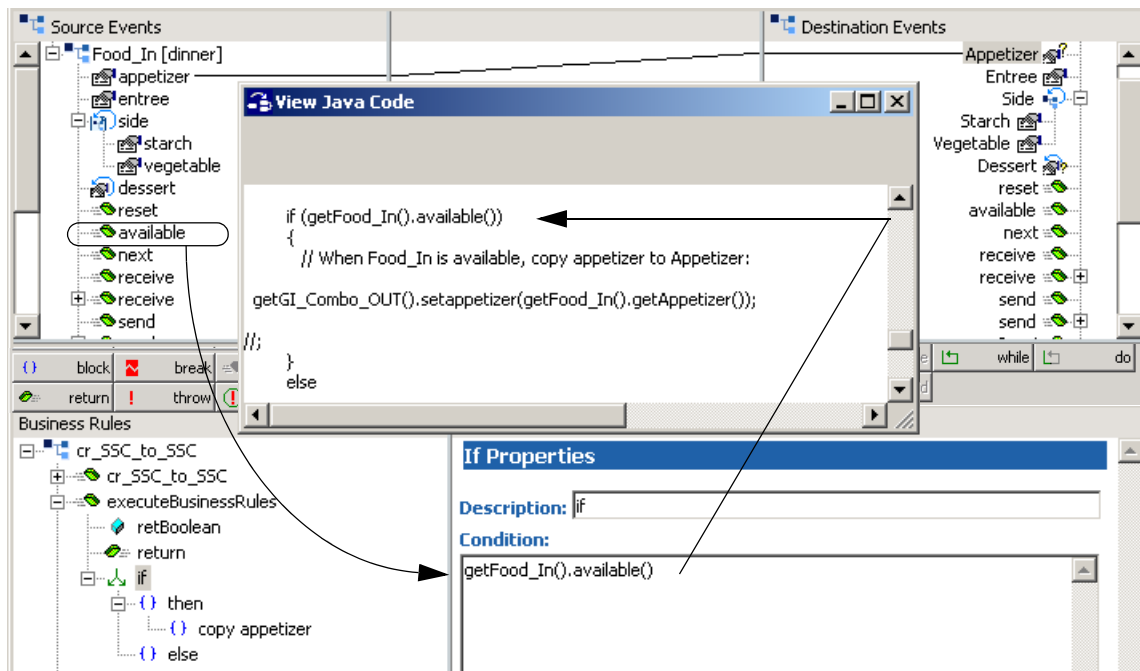 Source Events
Destination Events
Food_In [dinner]
appetizer
entree
side
starch
vegetable
dessert
reset
available
next
receive
receive
send
Appetizer
Entree
Side
Starch
Vegetable
Dessert
reset
available
next
receive
receive
send
send
View Java Code
if (getFood_In().available())
{
// When Food_In is available, copy appetizer to Appetizer:
getGI_Combo_OUT().setappetizer(getFood_In().getAppetizer());
//;
}
else
{} block break while do
return ! throw
Business Rules
cr_SSC_to_SSC
cr_SSC_to_SSC
executeBusinessRules
retBoolean
return
if
{} then
{} copy appetizer
{} else
If Properties
Description: if
Condition:
getFood_In().available()